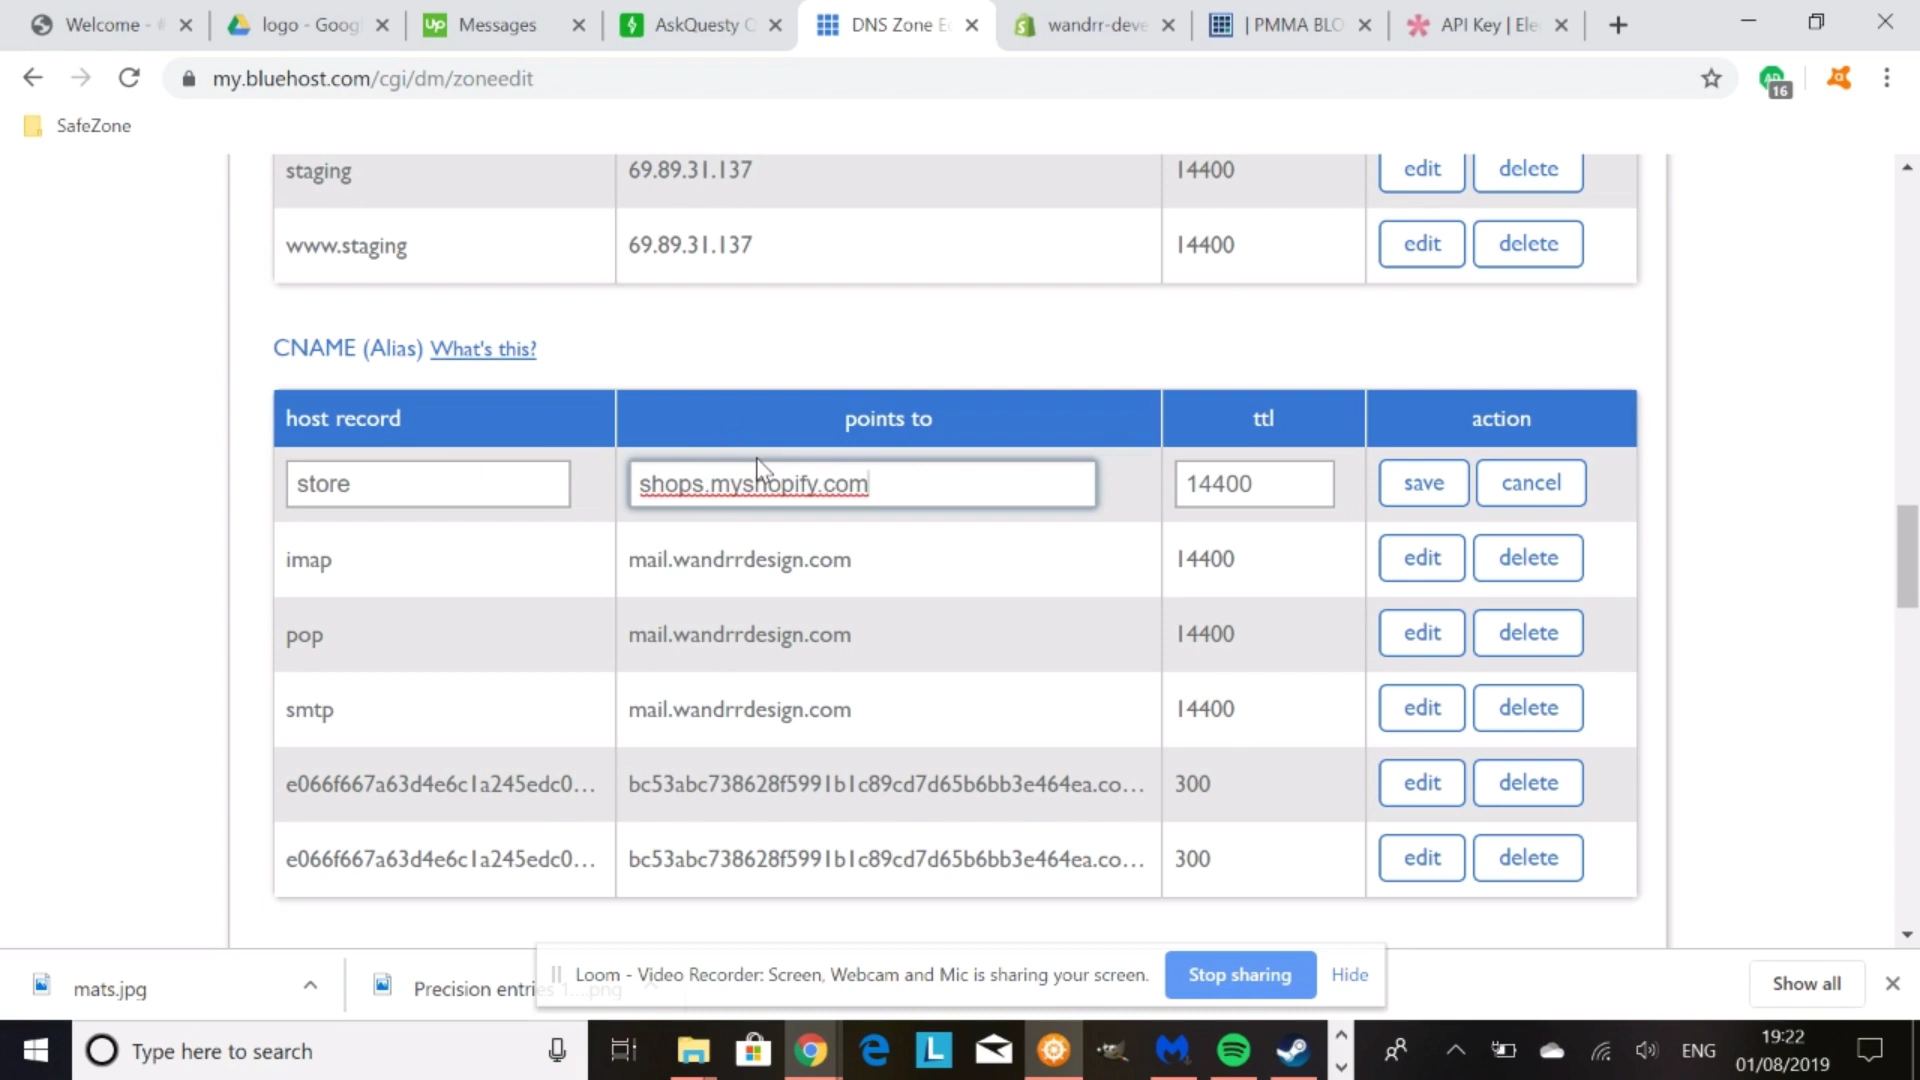 Welcome -
logo - Goog
Up Messages
AskQuesty
DNS Zone E
wandrr-deve
| PMMA BLO
API Key | Ele
my.bluehost.com/cgi/dm/zoneedit
16
SafeZone
staging 69.89.31.137 14400 edit delete
www.staging 69.89.31.137 14400 edit delete
CNAME (Alias) What's this?
host record points to ttl action
store shops.myshopify.com 14400 save cancel
imap mail.wandrrdesign.com 14400 edit delete
pop mail.wandrrdesign.com 14400 edit delete
smtp mail.wandrrdesign.com 14400 edit delete
e066f667a63d4e6c1a245edc0... bc53abc738628f5991b1c89cd7d65b6bb3e464ea.co... 300 edit delete
e066f667a63d4e6c1a245edc0... bc53abc738628f5991b1c89cd7d65b6bb3e464ea.co... 300 edit delete
Loom - Video Recorder: Screen, Webcam and Mic is sharing your screen. Stop sharing Hide
mats.jpg
Precision entries 1....png
Show all
Type here to search
L
ENG
19:22
01/08/2019